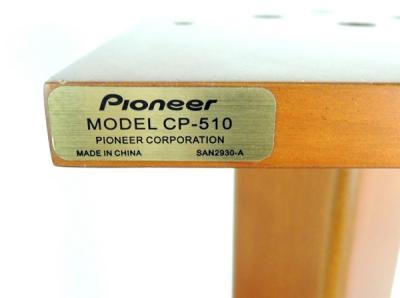 Pioneer
MODEL CP-510
PIONEER CORPORATION
MADE IN CHINA SAN2930-A